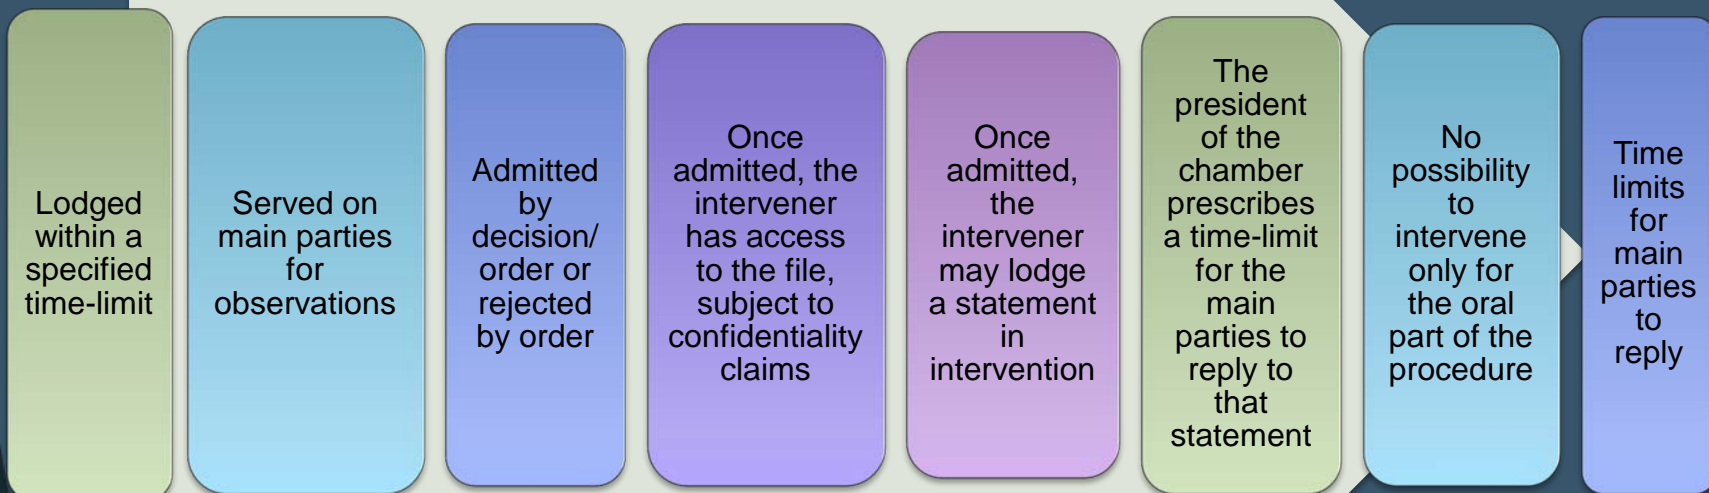 Lodged
within a
specified
time-limit
Served on
main parties
for
observations
Admitted
by
decision/
order or
rejected
by order
Once
admitted, the
intervener
has access
to the file,
subject to
confidentiality
claims
Once
admitted,
the
intervener
may lodge
a statement
in
intervention
The
president
of the
chamber
prescribes
a time-limit
for the
main
parties to
reply to
that
statement
No
possibility
to
intervene
only for
the oral
part of the
procedure
Time
limits
for
main
parties
to
reply